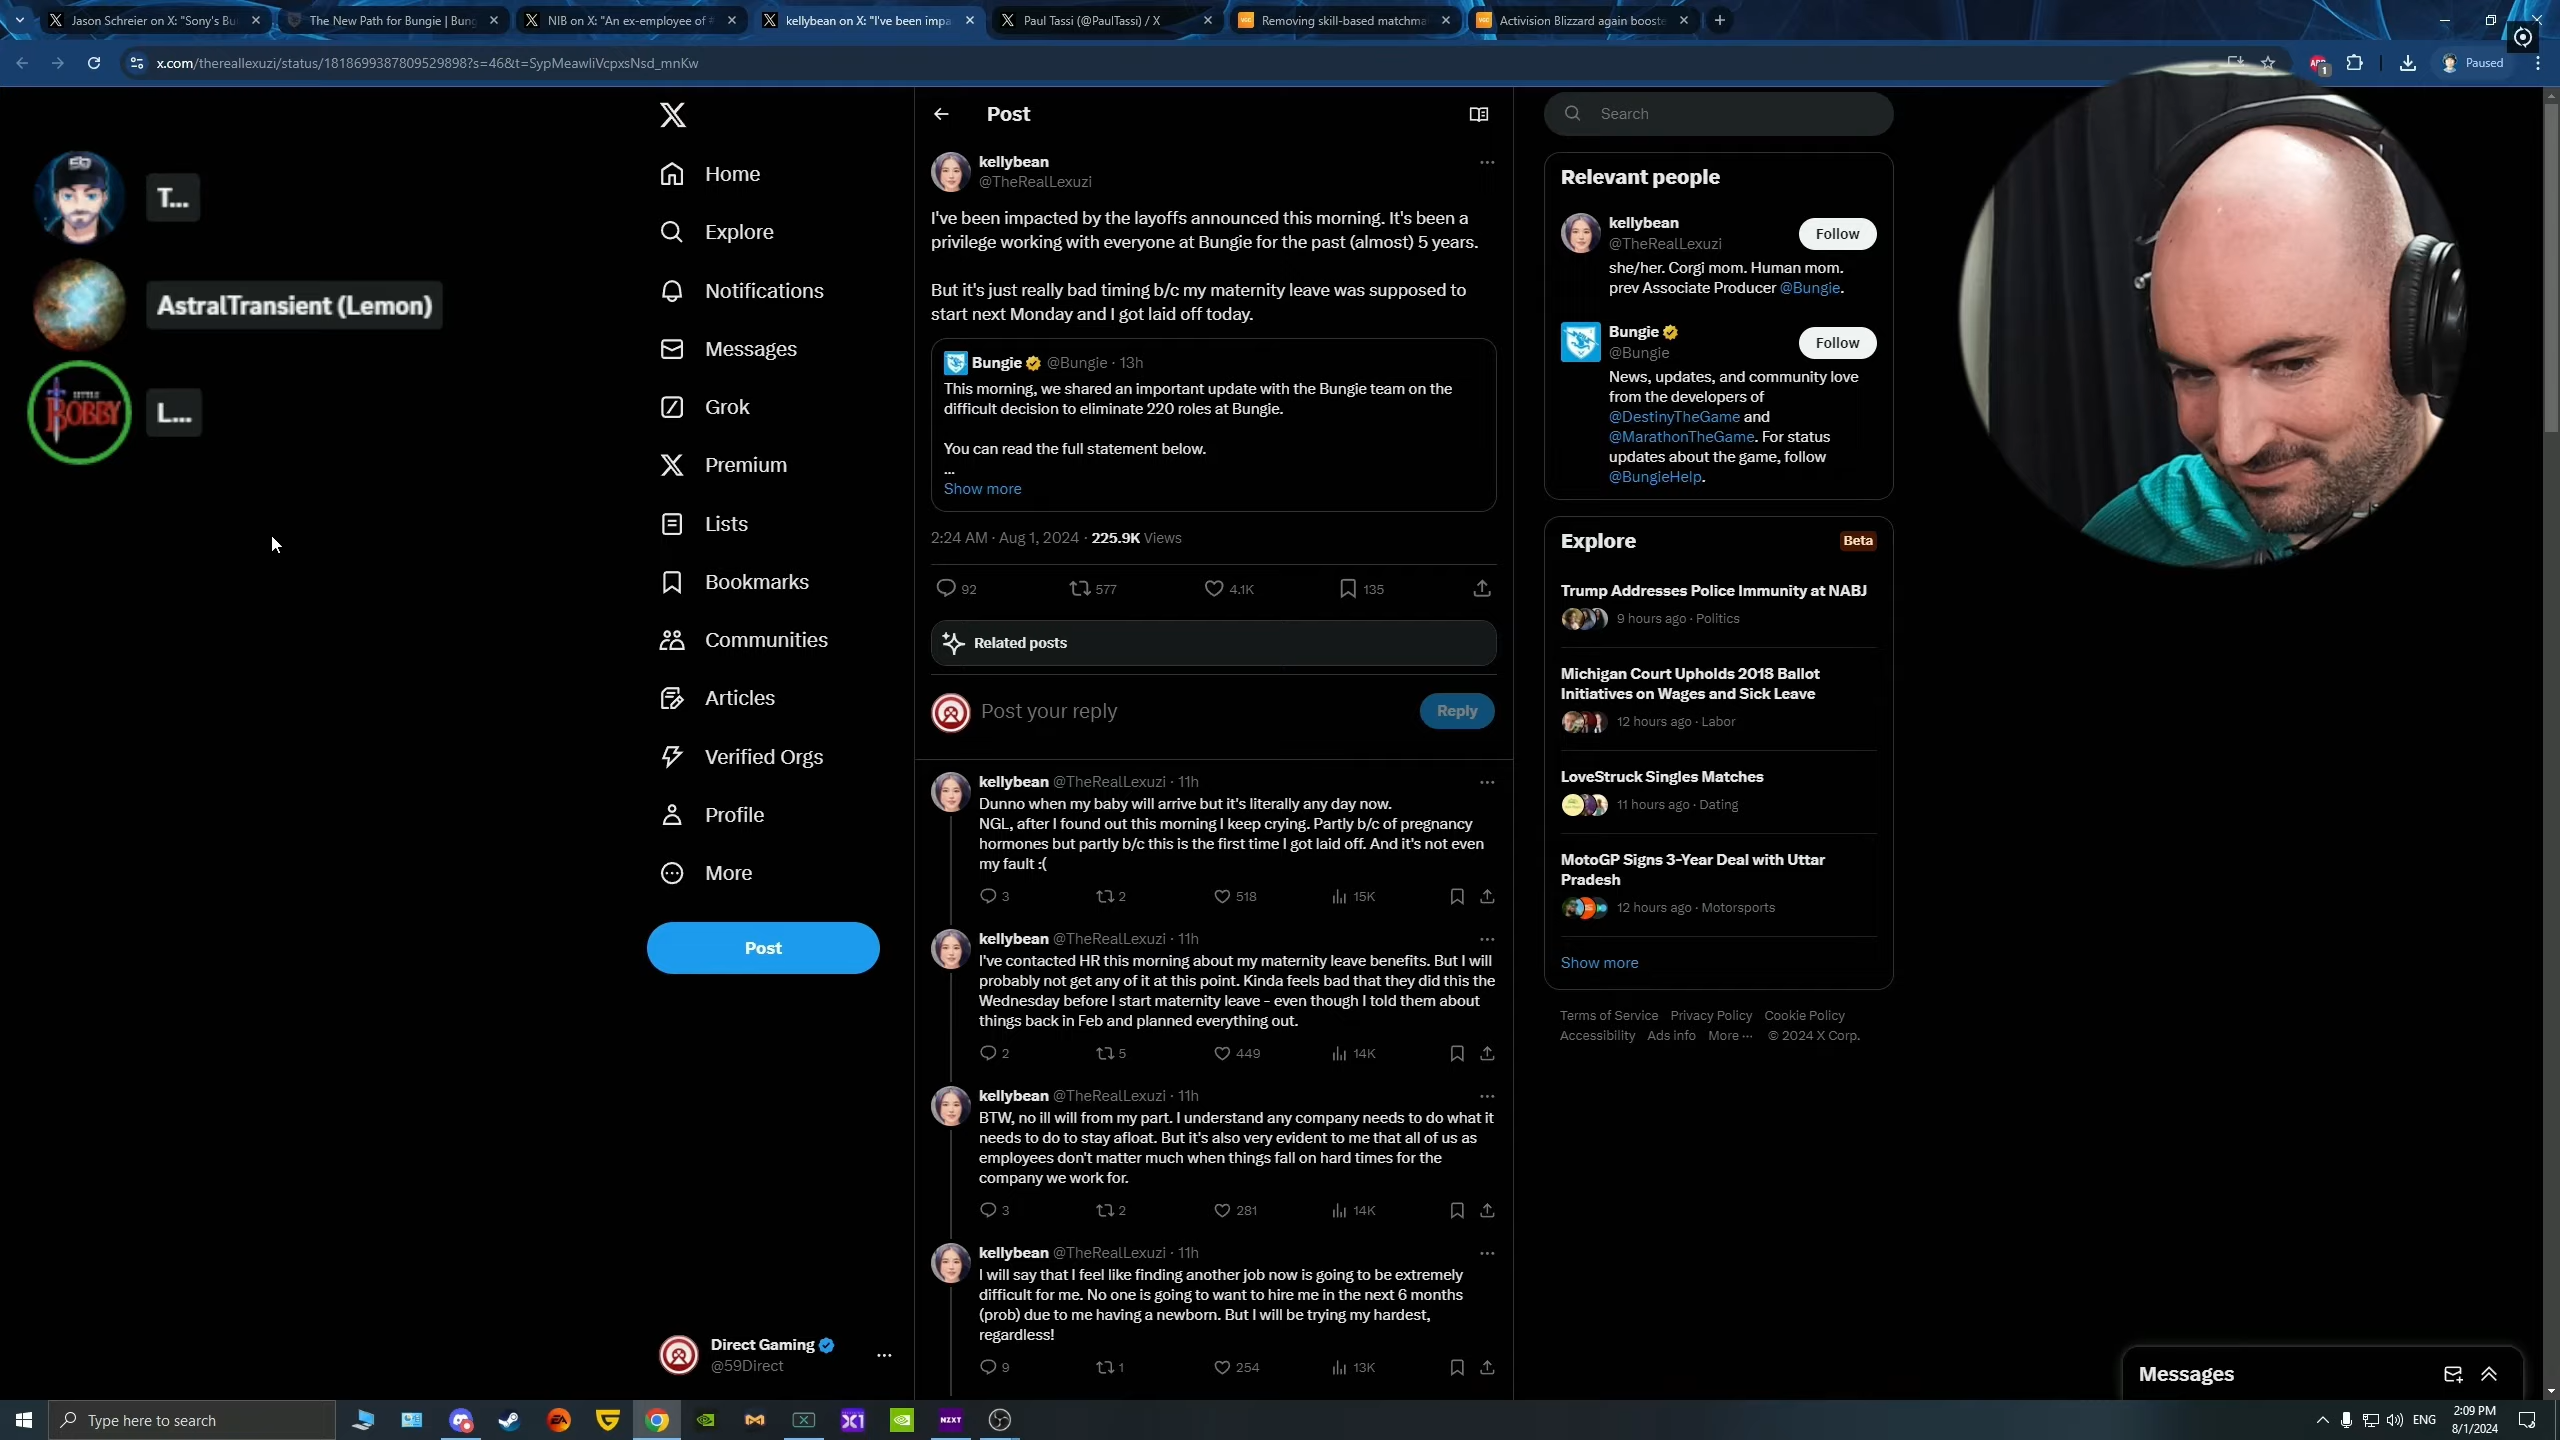 Jason Schreier on X: "Sony's Bu
The New Path for Bungie | Bung
NIB on X: "An ex-employee of #
kellybean on X: "I've been impa
Paul Tassi (@PaulTassi) / X
Removing skill-based matchma
Activision Blizzard again booste
x.com/thereallexuzi/status/1818699387809529898?s=46&t=SypMeawliVcpxsNsd_mnKw
ABP
1
Paused
T...
AstralTransient (Lemon)
LITTLE
BOBBY
L...
Home
Explore
Notifications
Messages
Grok
Premium
Lists
Bookmarks
Communities
Articles
Verified Orgs
Profile
More
Post
Direct Gaming
@59Direct
Post
kellybean
@TheRealLexuzi
I've been impacted by the layoffs announced this morning. It's been a
privilege working with everyone at Bungie for the past (almost) 5 years.
But it's just really bad timing b/c my maternity leave was supposed to
start next Monday and I got laid off today.
Bungie @Bungie · 13h
This morning, we shared an important update with the Bungie team on the
difficult decision to eliminate 220 roles at Bungie.
You can read the full statement below.
...
Show more
2:24 AM · Aug 1, 2024 · 225.9K Views
92 577 4.1K 135
Related posts
Post your reply
Reply
kellybean @TheRealLexuzi · 11h
Dunno when my baby will arrive but it's literally any day now.
NGL, after I found out this morning I keep crying. Partly b/c of pregnancy
hormones but partly b/c this is the first time I got laid off. And it's not even
my fault :(
3 2 518 15K
kellybean @TheRealLexuzi · 11h
I've contacted HR this morning about my maternity leave benefits. But I will
probably not get any of it at this point. Kinda feels bad that they did this the
Wednesday before I start maternity leave - even though I told them about
things back in Feb and planned everything out.
2 5 449 14K
kellybean @TheRealLexuzi · 11h
BTW, no ill will from my part. I understand any company needs to do what it
needs to do to stay afloat. But it's also very evident to me that all of us as
employees don't matter much when things fall on hard times for the
company we work for.
3 2 281 14K
kellybean @TheRealLexuzi · 11h
I will say that I feel like finding another job now is going to be extremely
difficult for me. No one is going to want to hire me in the next 6 months
(prob) due to me having a newborn. But I will be trying my hardest,
regardless!
9 1 254 13K
Search
Relevant people
kellybean
@TheRealLexuzi
Follow
she/her. Corgi mom. Human mom.
prev Associate Producer @Bungie.
Bungie
@Bungie
Follow
News, updates, and community love
from the developers of
@DestinyTheGame and
@MarathonTheGame. For status
updates about the game, follow
@BungieHelp.
Explore
Beta
Trump Addresses Police Immunity at NABJ
9 hours ago · Politics
Michigan Court Upholds 2018 Ballot
Initiatives on Wages and Sick Leave
12 hours ago · Labor
LoveStruck Singles Matches
11 hours ago · Dating
MotoGP Signs 3-Year Deal with Uttar
Pradesh
12 hours ago · Motorsports
Show more
Terms of Service Privacy Policy Cookie Policy
Accessibility Ads info More ··· © 2024 X Corp.
Messages
Type here to search
EA
X1
NZXT
ENG
2:09 PM
8/1/2024